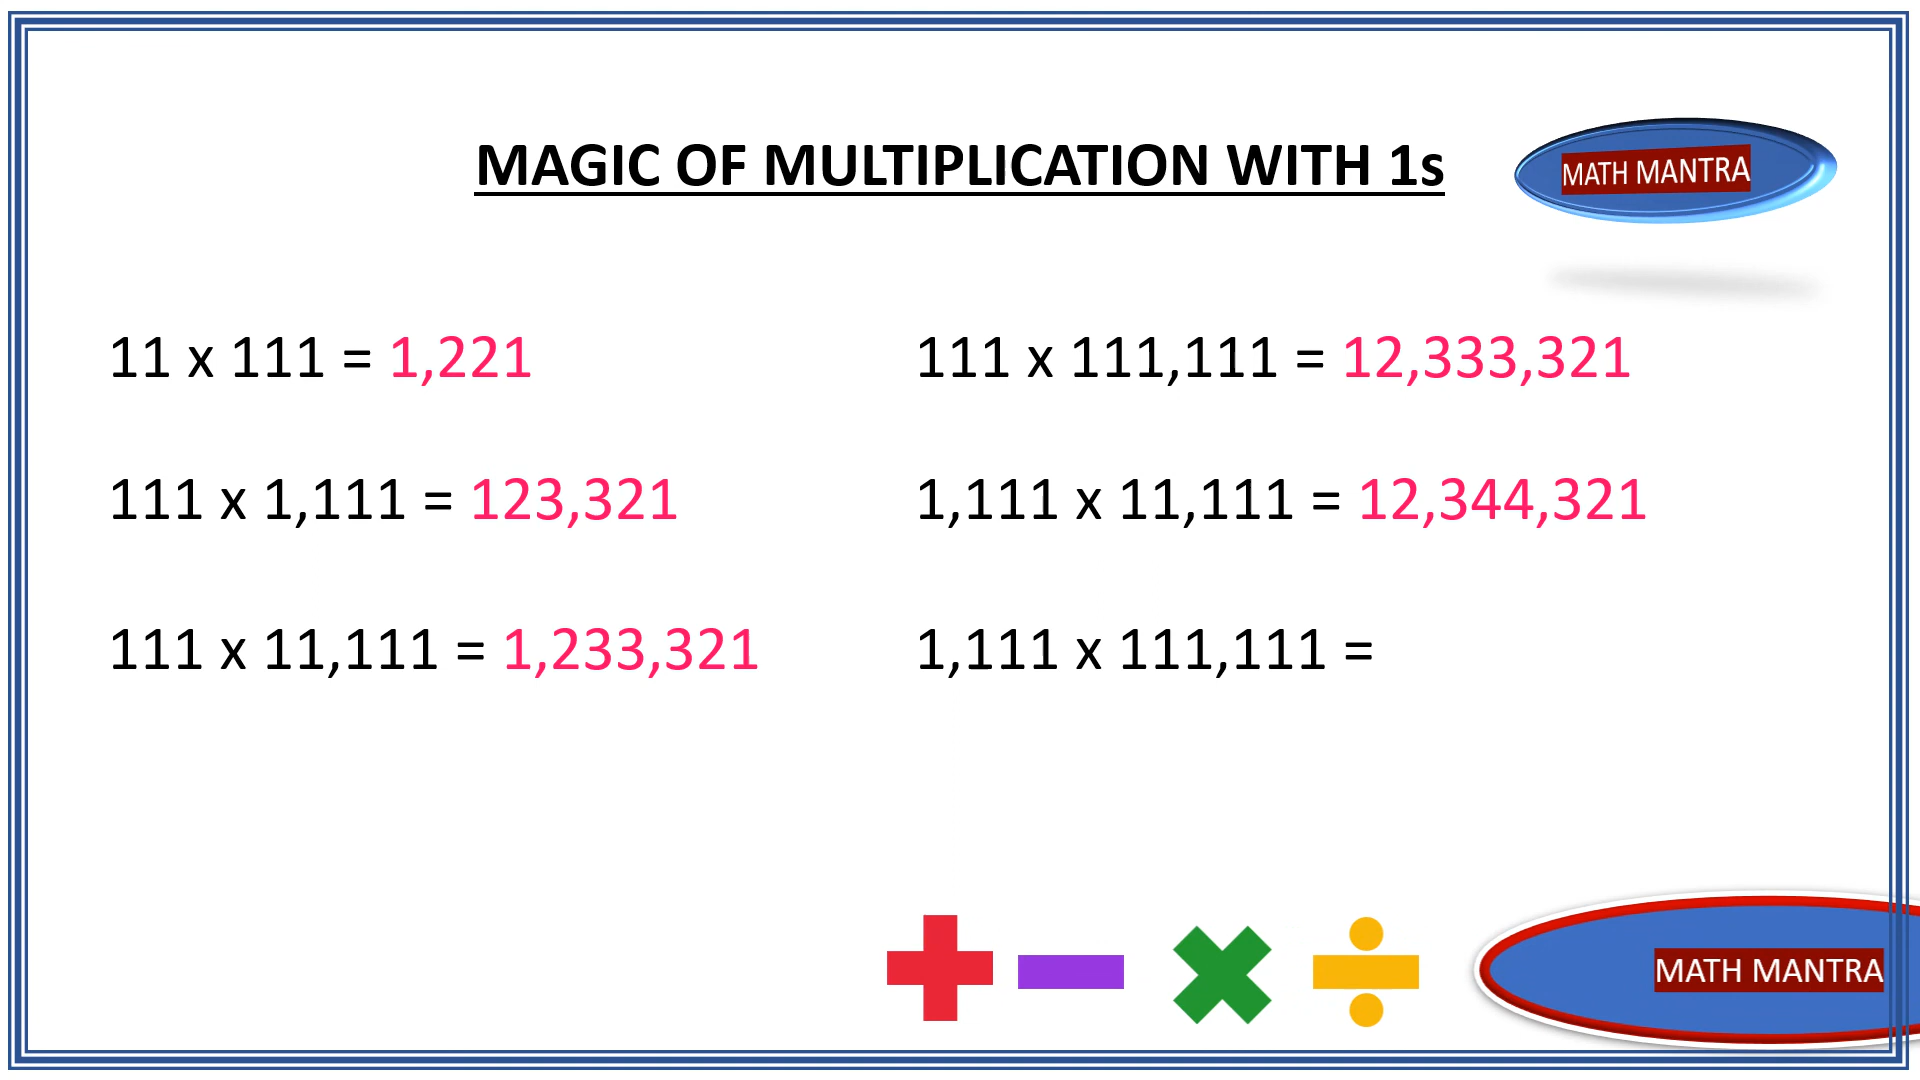 MAGIC OF MULTIPLICATION WITH 1s
MATH MANTRA
11 x 111 = 1,221
111 x 1,111 = 123,321
111 x 11,111 = 1,233,321
111 x 111,111 = 12,333,321
1,111 x 11,111 = 12,344,321
1,111 x 111,111 =
MATH MANTRA